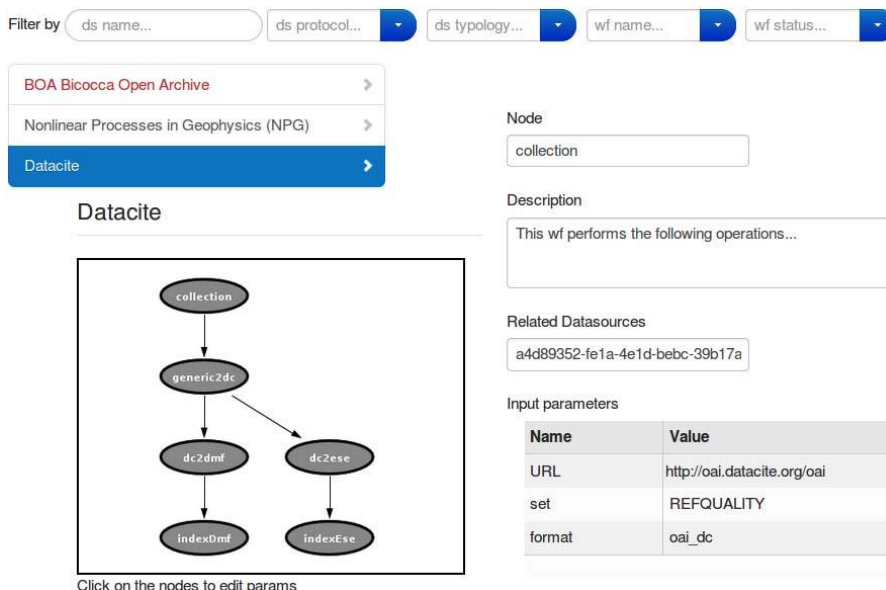 Filter by ds name... ds protocol... ds typology... wf name... wf status...
BOA Bicocca Open Archive
Nonlinear Processes in Geophysics (NPG)
Datacite
Datacite
collection
generic2dc
dc2dmf dc2ese
indexDmf indexEse
Click on the nodes to edit params
Node
collection
Description
This wf performs the following operations...
Related Datasources
a4d89352-fe1a-4e1d-bebc-39b17a
Input parameters
Name Value
URL http://oai.datacite.org/oai
set REFQUALITY
format oai_dc